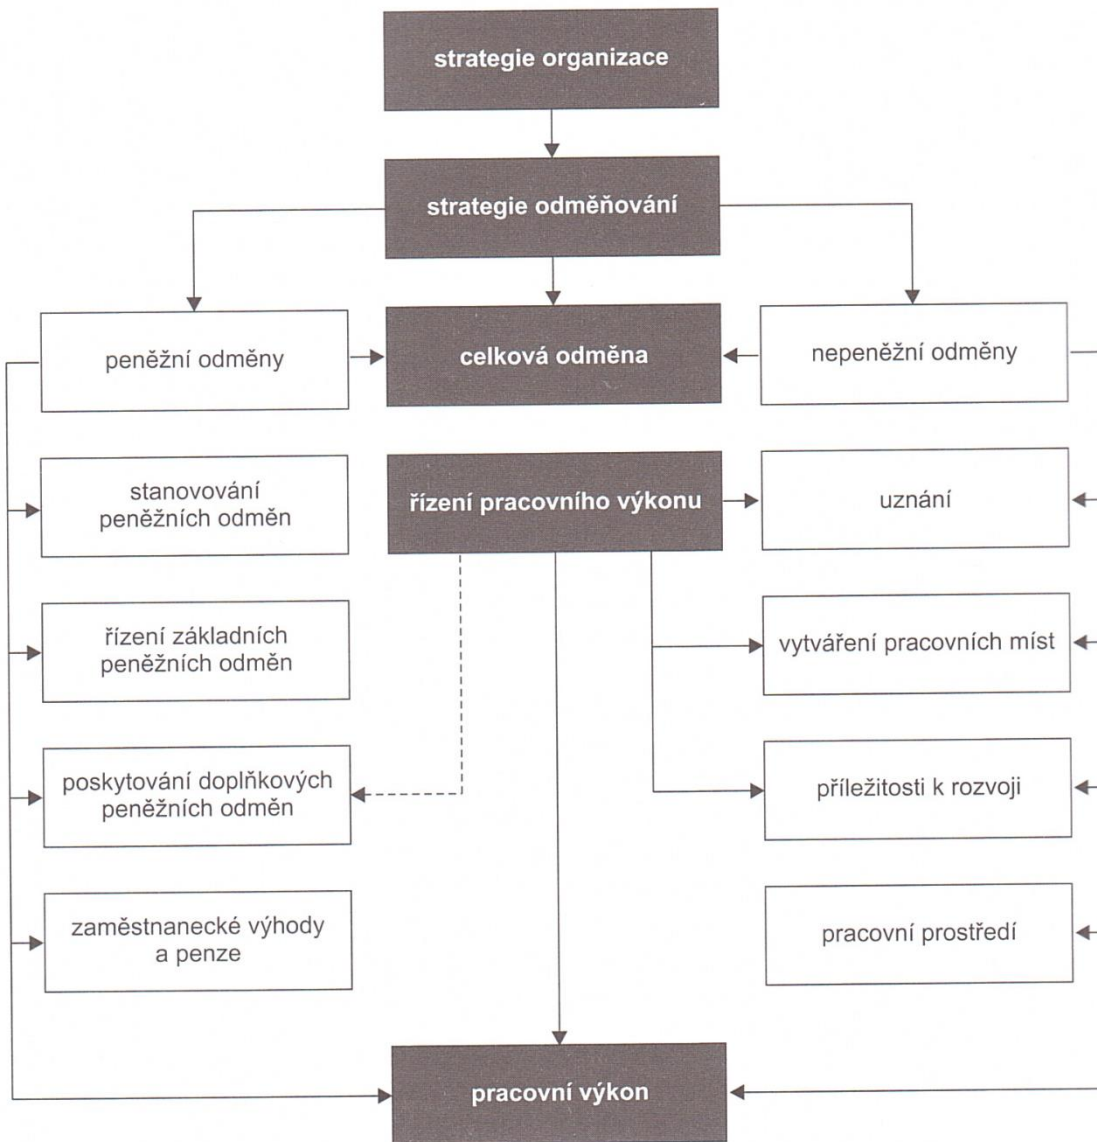 strategie organizace
strategie odměňování
peněžní odměny
celková odměna
nepeněžní odměny
stanovování
peněžních odměn
řízení pracovního výkonu
uznání
řízení základních
peněžních odměn
vytváření pracovních míst
poskytování doplňkových
peněžních odměn
příležitosti k rozvoji
zaměstnanecké výhody
a penze
pracovní prostředí
pracovní výkon